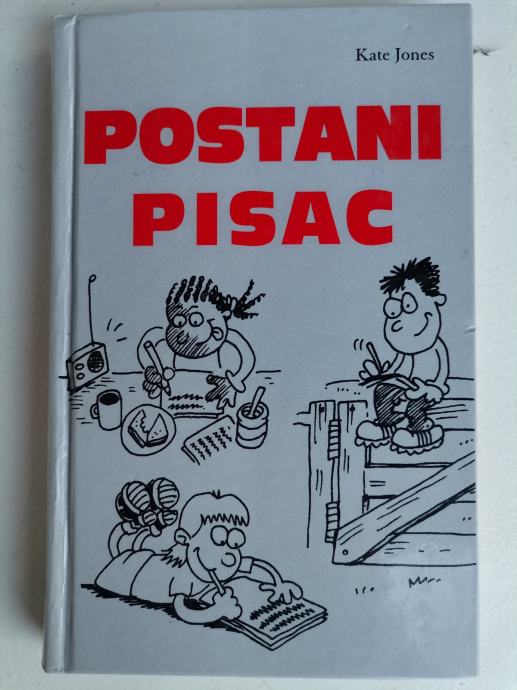 Kate Jones
POSTANI
PISAC